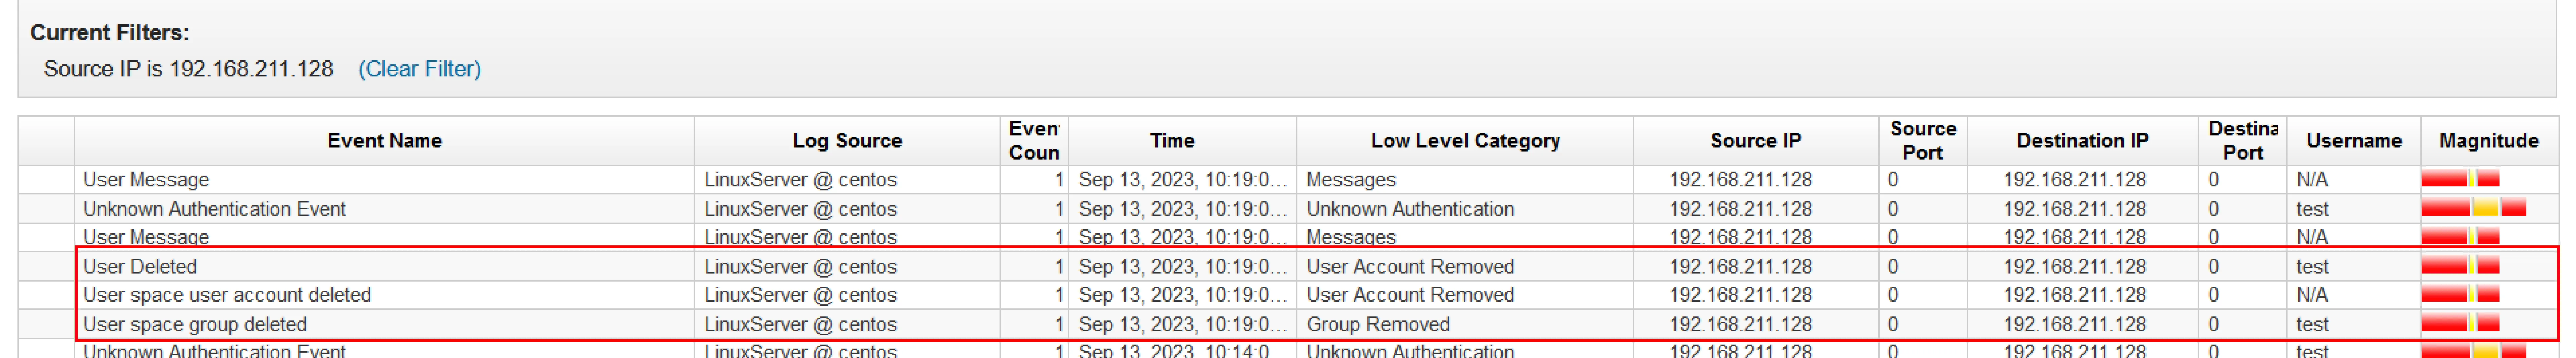 Current Filters:
Source IP is 192.168.211.128 (Clear Filter)
Event Name Log Source Even Coun Time Low Level Category Source IP Source Port Destination IP Destina Port Username Magnitude
User Message LinuxServer @ centos 1 Sep 13, 2023, 10:19:0... Messages 192.168.211.128 0 192.168.211.128 0 N/A
Unknown Authentication Event LinuxServer @ centos 1 Sep 13, 2023, 10:19:0... Unknown Authentication 192.168.211.128 0 192.168.211.128 0 test
User Message LinuxServer @ centos 1 Sep 13, 2023, 10:19:0... Messages 192.168.211.128 0 192.168.211.128 0 N/A
User Deleted LinuxServer @ centos 1 Sep 13, 2023, 10:19:0... User Account Removed 192.168.211.128 0 192.168.211.128 0 test
User space user account deleted LinuxServer @ centos 1 Sep 13, 2023, 10:19:0... User Account Removed 192.168.211.128 0 192.168.211.128 0 N/A
User space group deleted LinuxServer @ centos 1 Sep 13, 2023, 10:19:0... Group Removed 192.168.211.128 0 192.168.211.128 0 test
Unknown Authentication Event LinuxServer @ centos 1 Sep 13, 2023, 10:14:0... Unknown Authentication 192.168.211.128 0 192.168.211.128 0 test